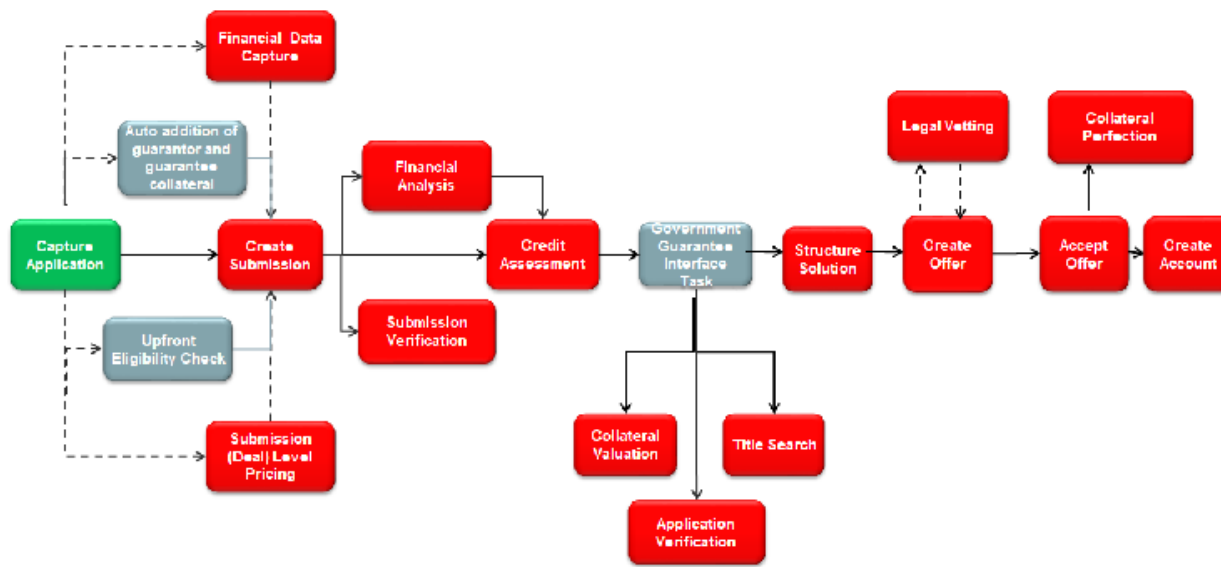 Financial Data
Capture
Auto addition of
guarantor and
guarantee
collateral
Legal Vetting
Collateral
Perfection
Financial
Analysis
Capture
Application
Create
Submission
Credit
Assessment
Government
Guarantee
Interface
Task
Structure
Solution
Create
Offer
Accept
Offer
Create
Account
Upfront
Eligibility Check
Submission
Verification
Submission
(Deal) Level
Pricing
Collateral
Valuation
Title Search
Application
Verification